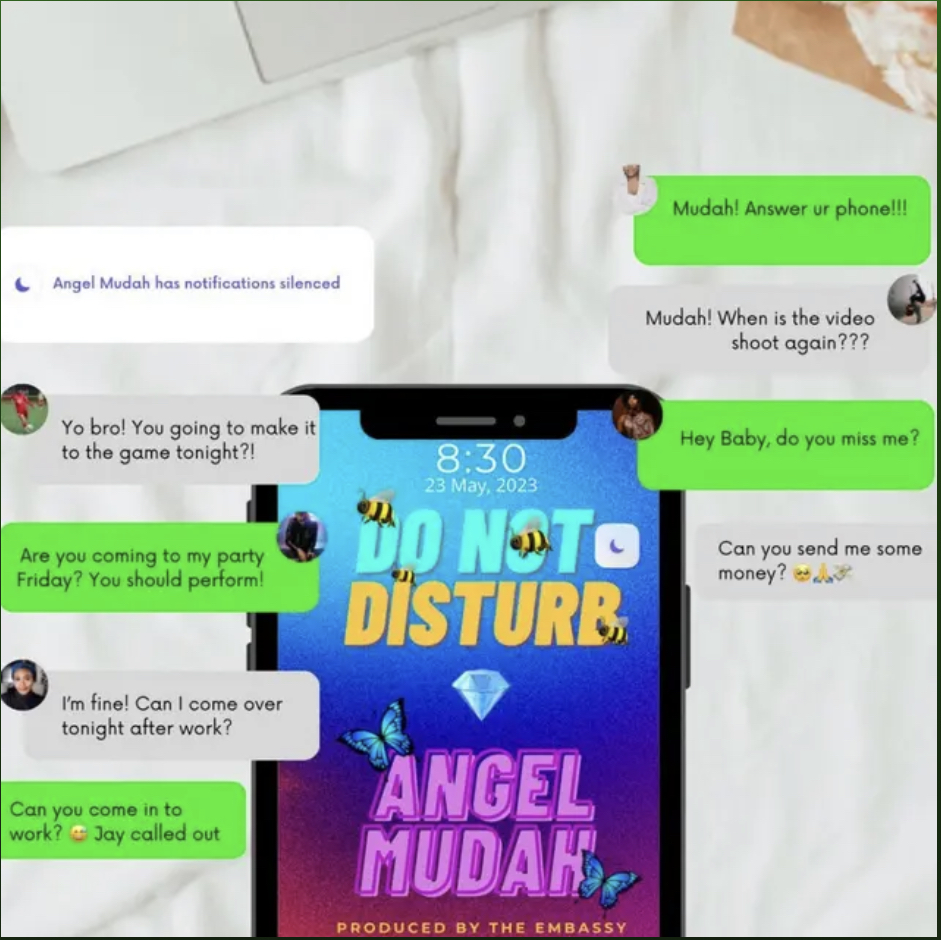 Mudah! Answer ur phone!!!
Angel Mudah has notifications silenced
Mudah! When is the video
shoot again???
Yo bro! You going to make it
to the game tonight?!
Hey Baby, do you miss me?
8:30
23 May, 2023
DO NOT
DISTURB
Are you coming to my party
Friday? You should perform!
Can you send me some
money? 🥺🙏💸
I'm fine! Can I come over
tonight after work?
Can you come in to
work? 😅 Jay called out
ANGEL
MUDAH
PRODUCED BY THE EMBASSY